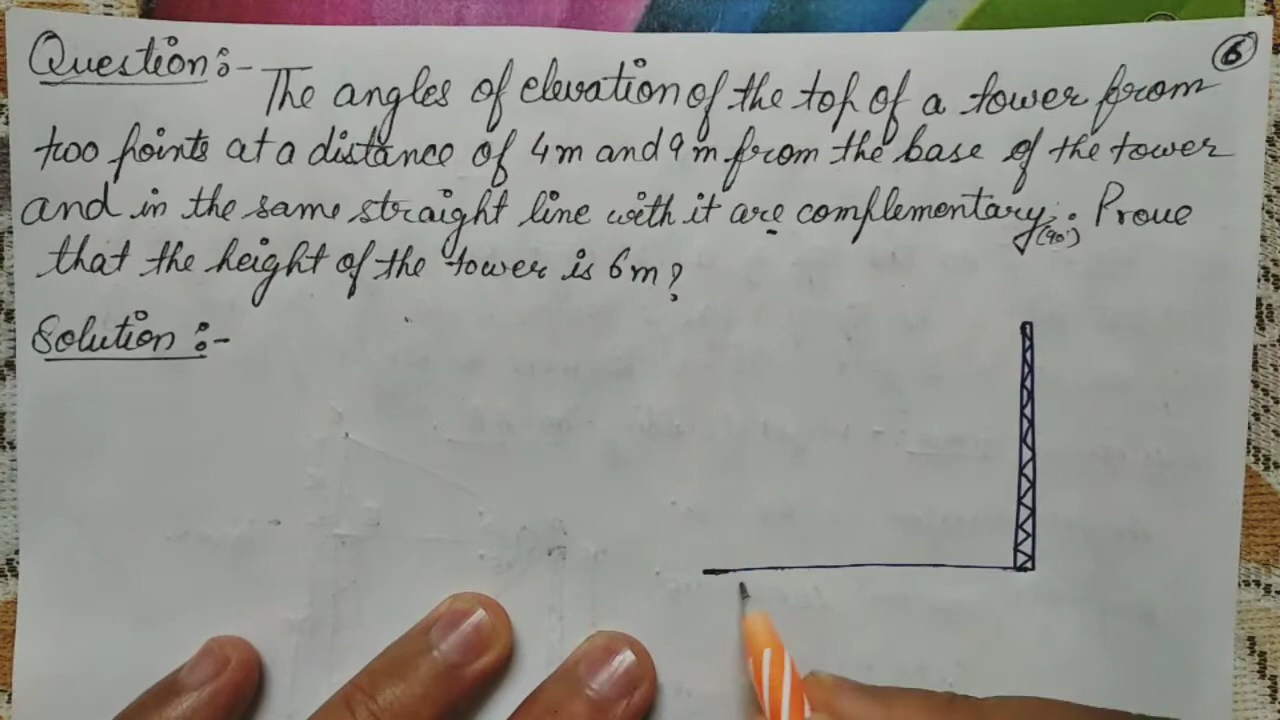 6
Question:- The angles of elevation of the top of a tower from
two points at a distance of 4m and 9m from the base of the tower
and in the same straight line with it are complementary. Prove
(90°)
that the height of the tower is 6m?
Solution :-